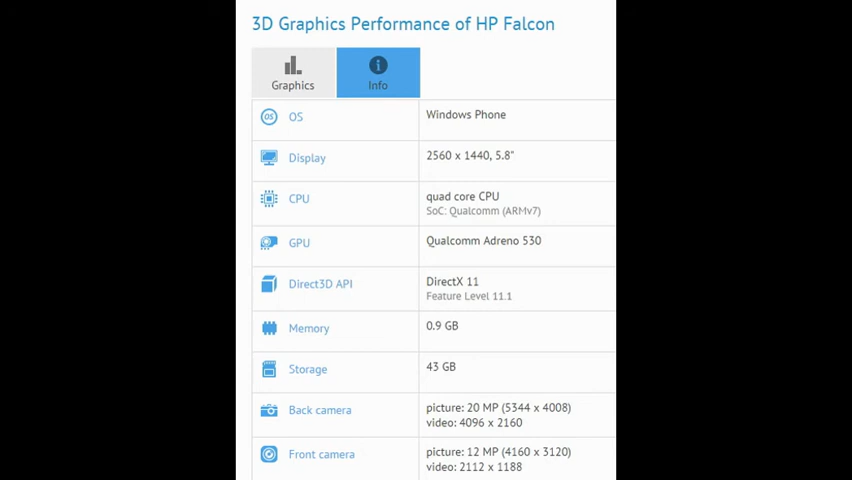 3D Graphics Performance of HP Falcon
Graphics
Info
OS
Windows Phone
Display
2560 x 1440, 5.8"
CPU
quad core CPU
SoC: Qualcomm (ARMv7)
GPU
Qualcomm Adreno 530
Direct3D API
DirectX 11
Feature Level 11.1
Memory
0.9 GB
Storage
43 GB
Back camera
picture: 20 MP (5344 x 4008)
video: 4096 x 2160
Front camera
picture: 12 MP (4160 x 3120)
video: 2112 x 1188